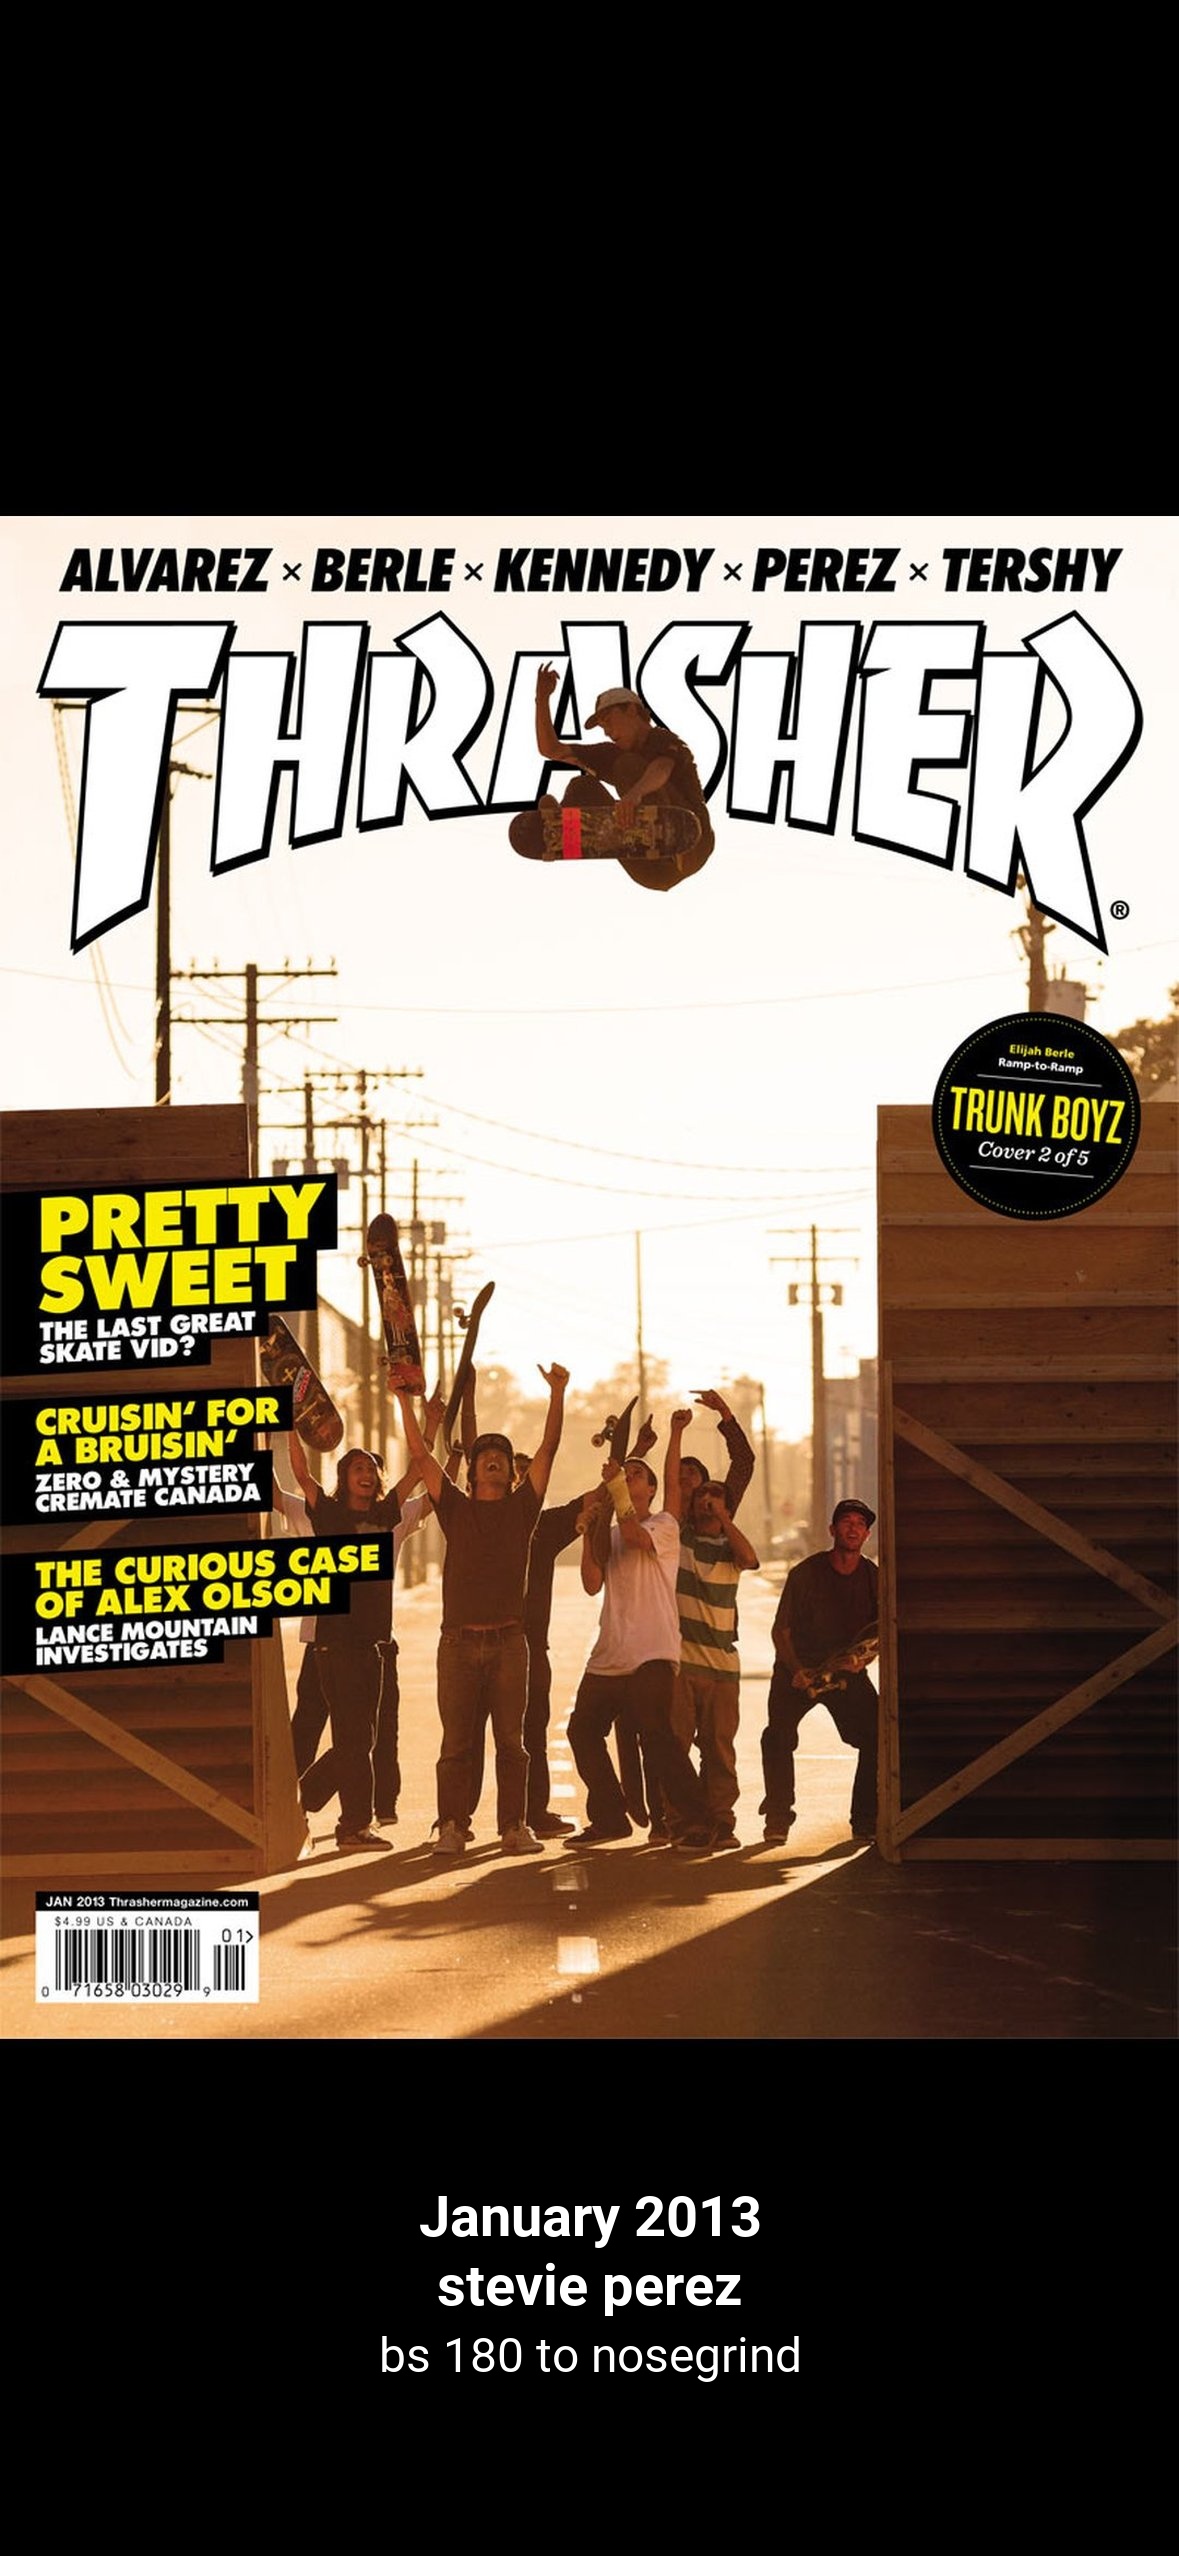 ALVAREZ × BERLE × KENNEDY × PEREZ × TERSHY
THRASHER
®
Elijah Berle
Ramp-to-Ramp
TRUNK BOYZ
Cover 2 of 5
PRETTY
SWEET
THE LAST GREAT
SKATE VID?
CRUISIN' FOR
A BRUISIN'
ZERO & MYSTERY
CREMATE CANADA
THE CURIOUS CASE
OF ALEX OLSON
LANCE MOUNTAIN
INVESTIGATES
JAN 2013 Thrashermagazine.com
$4.99 US & CANADA
01>
0 71658 03029 9
January 2013
stevie perez
bs 180 to nosegrind